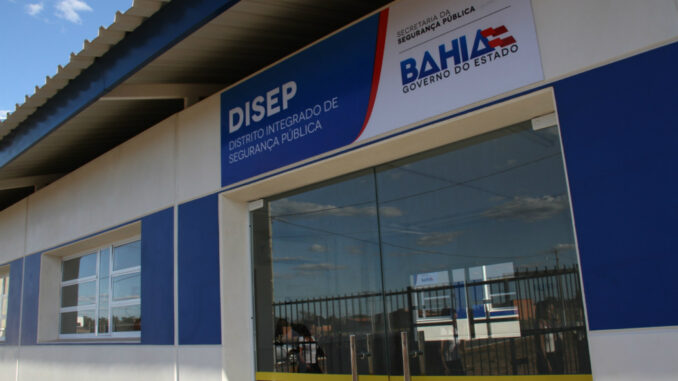 DISEP
DISTRITO INTEGRADO DE
SEGURANÇA PÚBLICA
SECRETARIA DA
SEGURANÇA PÚBLICA
BAHIA
GOVERNO DO ESTADO